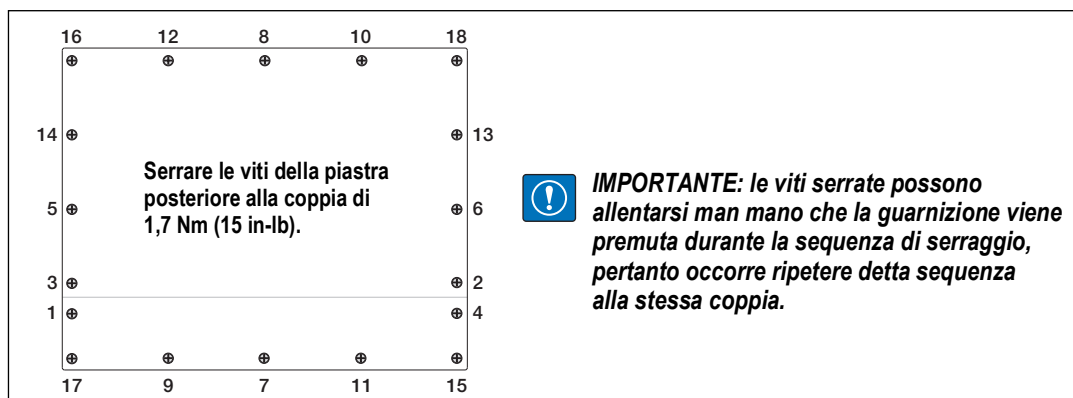 16 12 8 10 18
14 13
Serrare le viti della piastra
posteriore alla coppia di
1,7 Nm (15 in-lb).
5 6
3 2
1 4
17 9 7 11 15
IMPORTANTE: le viti serrate possono
allentarsi man mano che la guarnizione viene
premuta durante la sequenza di serraggio,
pertanto occorre ripetere detta sequenza
alla stessa coppia.